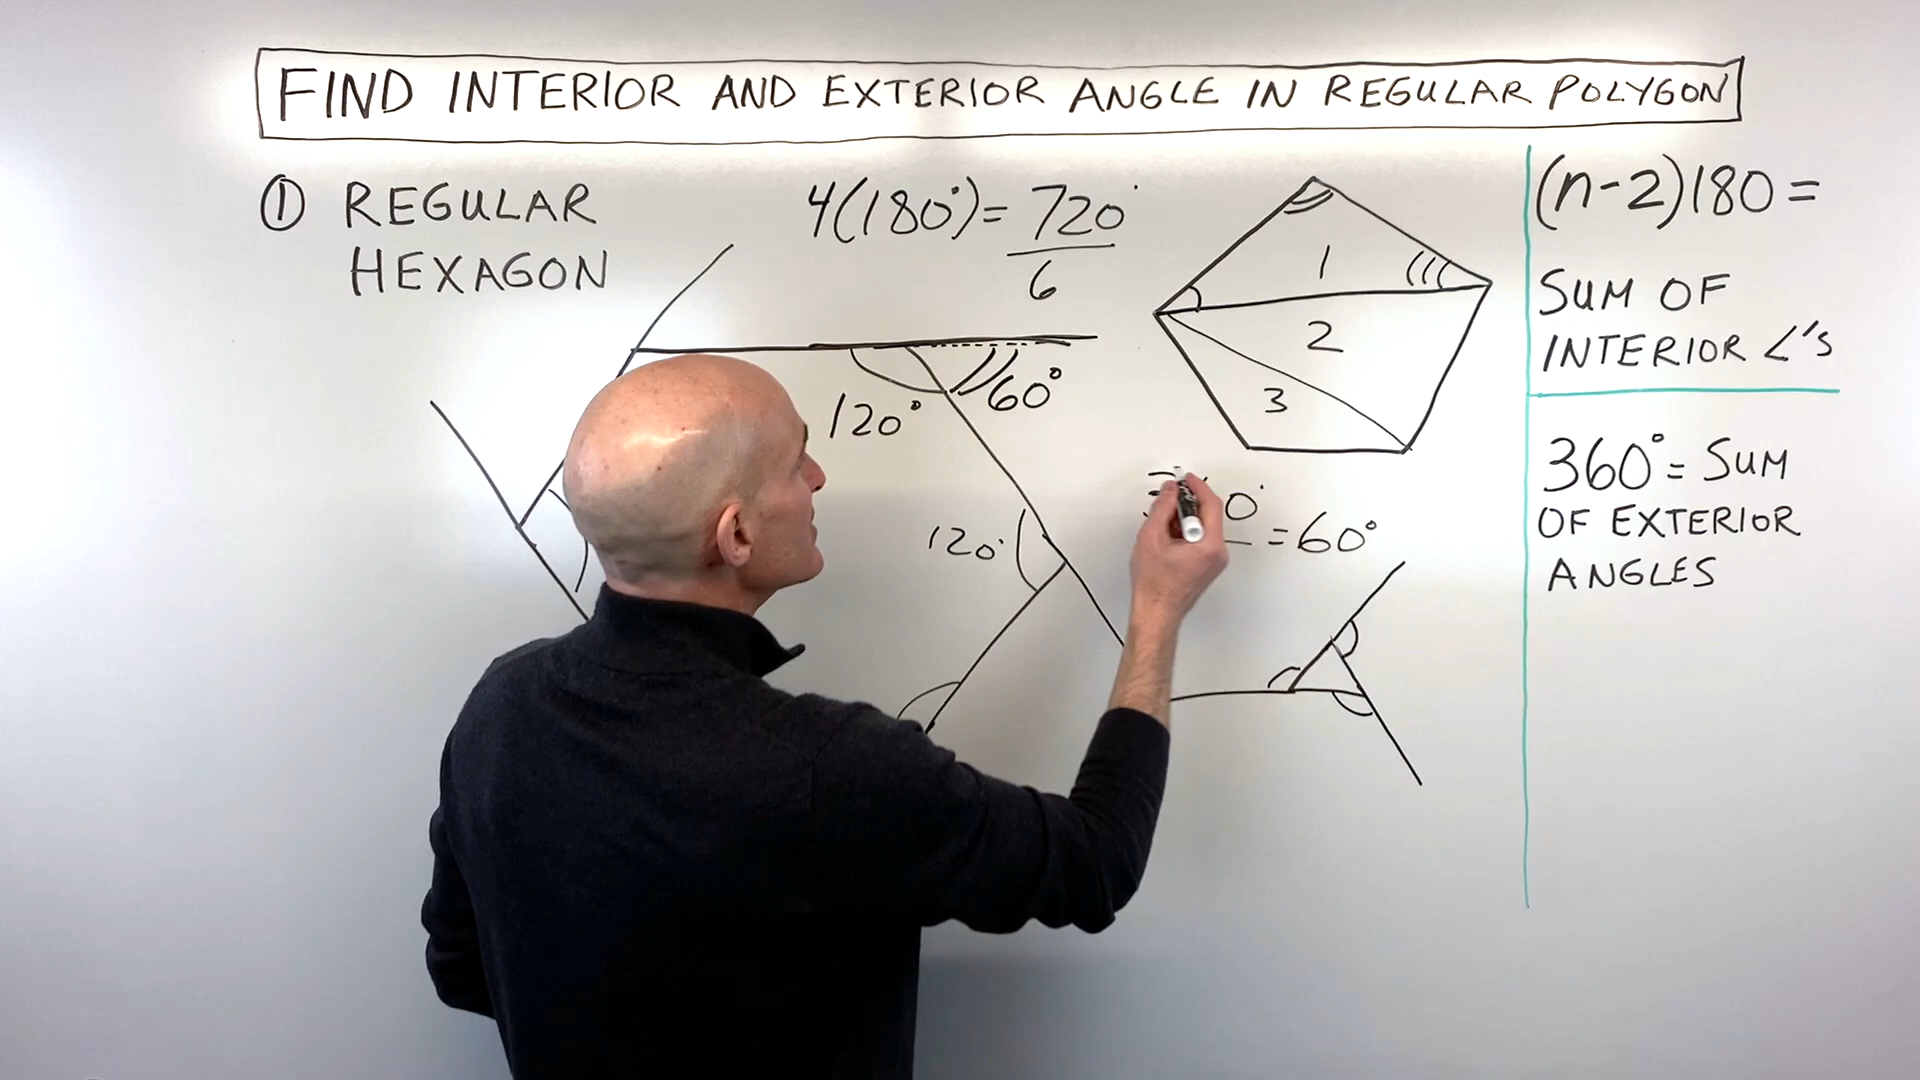 FIND INTERIOR AND EXTERIOR ANGLE IN REGULAR POLYGON
① REGULAR
HEXAGON
4(180°)= 720°
6
120°
60°
120°
1
2
3
0°
=60°
(n-2)180=
SUM OF
INTERIOR ∠'S
360°= SUM
OF EXTERIOR
ANGLES